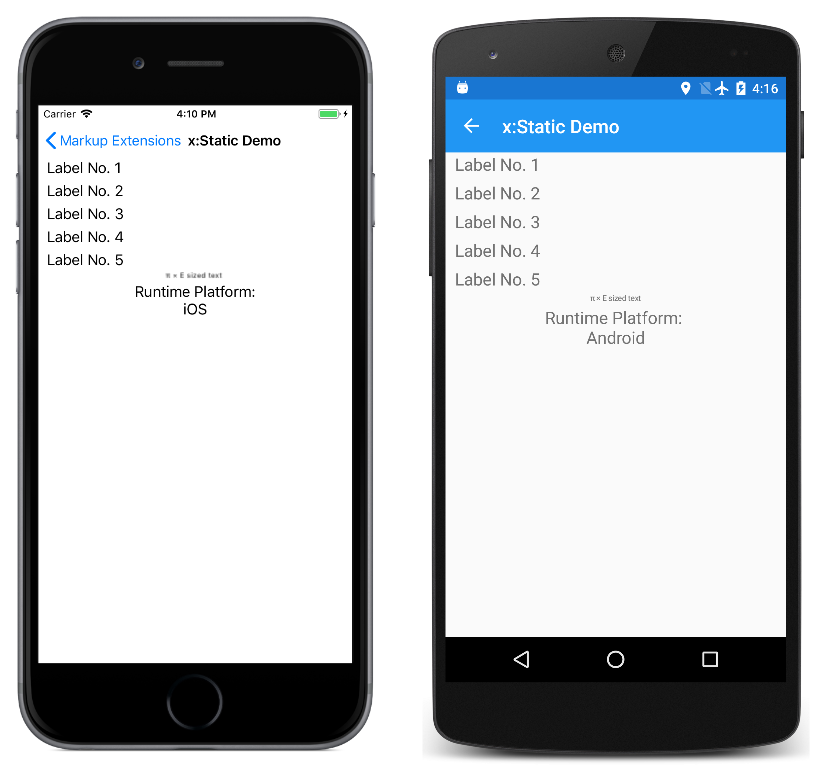 Carrier
4:10 PM
Markup Extensions
x:Static Demo
Label No. 1
Label No. 2
Label No. 3
Label No. 4
Label No. 5
π × E sized text
Runtime Platform:
iOS
4:16
x:Static Demo
Label No. 1
Label No. 2
Label No. 3
Label No. 4
Label No. 5
π × E sized text
Runtime Platform:
Android